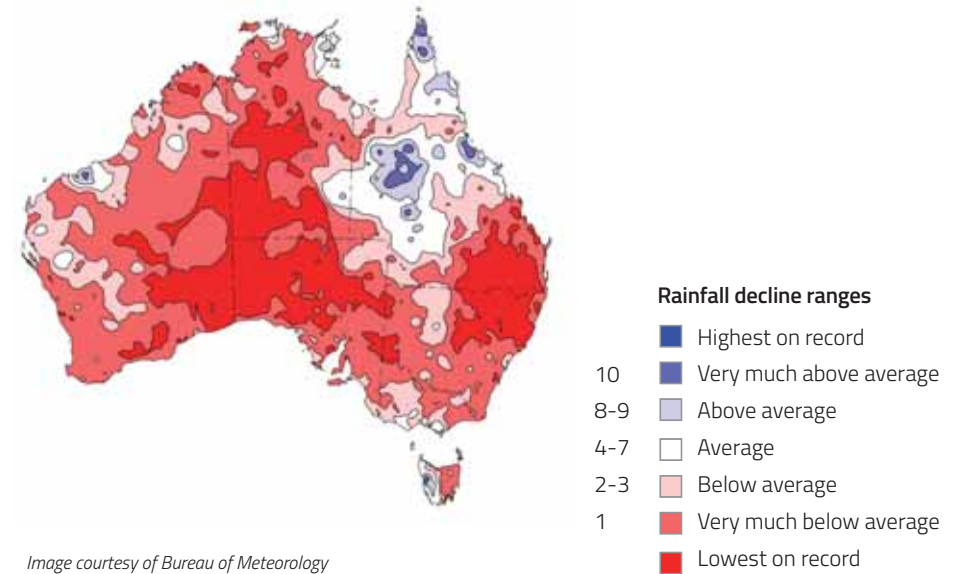 Rainfall decline ranges
Highest on record
10 Very much above average
8-9 Above average
4-7 Average
2-3 Below average
1 Very much below average
Lowest on record
Image courtesy of Bureau of Meteorology